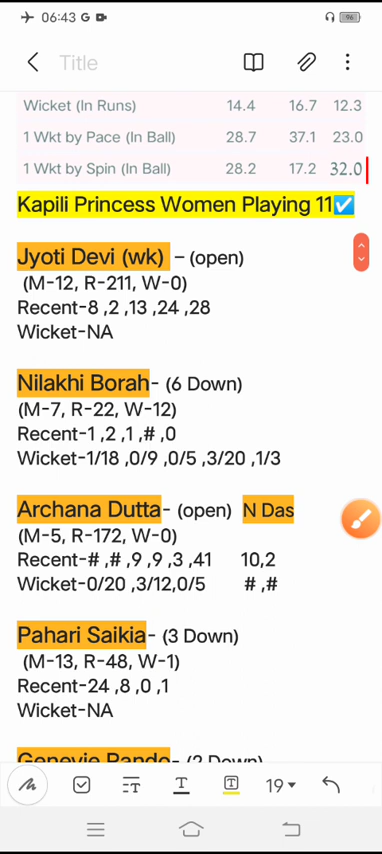 06:43 G 96
Title
Wicket (In Runs) 14.4 16.7 12.3
1 Wkt by Pace (In Ball) 28.7 37.1 23.0
1 Wkt by Spin (In Ball) 28.2 17.2 32.0
Kapili Princess Women Playing 11✅
Jyoti Devi (wk) – (open)
(M-12, R-211, W-0)
Recent-8 ,2 ,13 ,24 ,28
Wicket-NA
Nilakhi Borah- (6 Down)
(M-7, R-22, W-12)
Recent-1 ,2 ,1 ,# ,0
Wicket-1/18 ,0/9 ,0/5 ,3/20 ,1/3
Archana Dutta- (open) N Das
(M-5, R-172, W-0)
Recent-# ,# ,9 ,9 ,3 ,41 10,2
Wicket-0/20 ,3/12,0/5 # ,#
Pahari Saikia- (3 Down)
(M-13, R-48, W-1)
Recent-24 ,8 ,0 ,1
Wicket-NA
Genevie Pando- (2 Down)
T T T 19